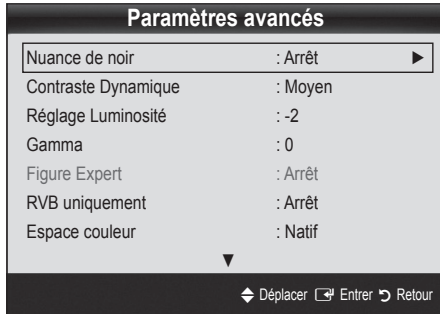 Paramètres avancés
Nuance de noir : Arrêt ►
Contraste Dynamique : Moyen
Réglage Luminosité : -2
Gamma : 0
Figure Expert : Arrêt
RVB uniquement : Arrêt
Espace couleur : Natif
▼
Déplacer Entrer Retour